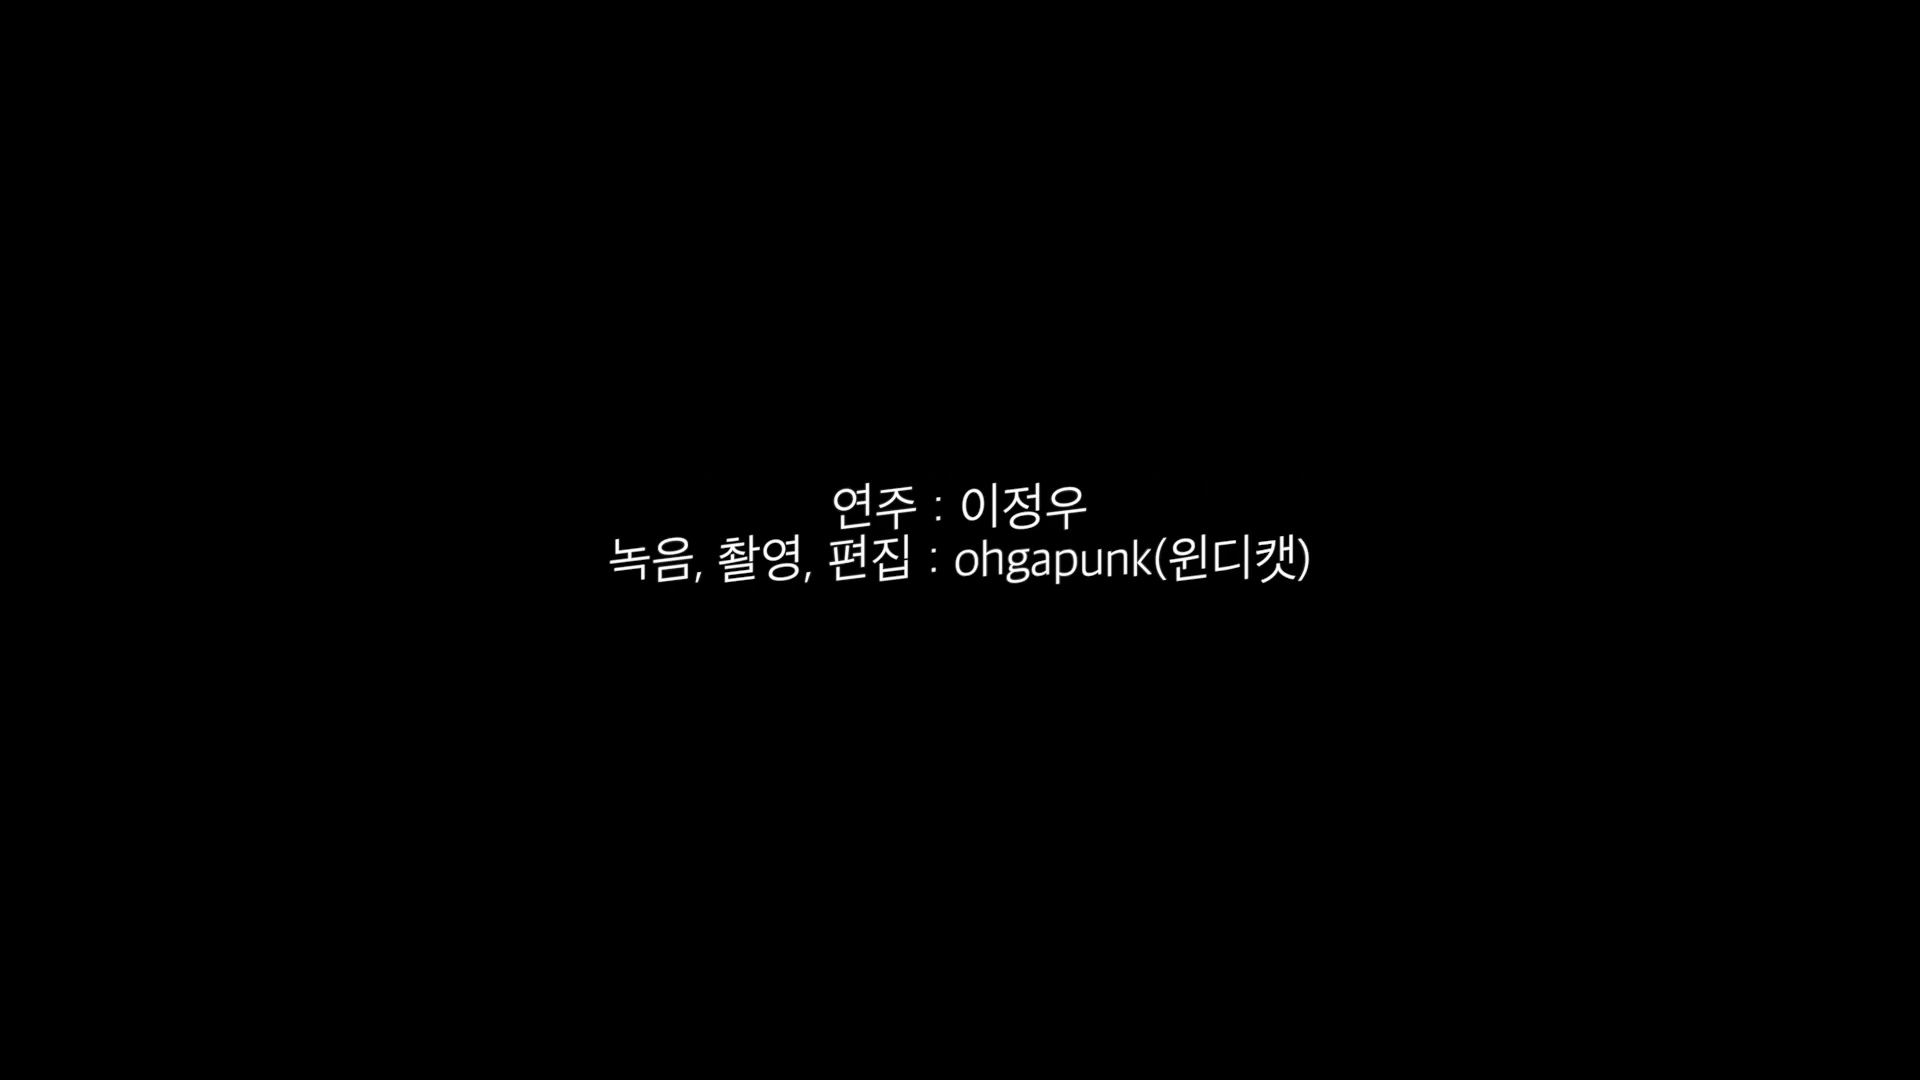 연주 : 이정우
녹음, 촬영, 편집 : ohgapunk(윈디캣)